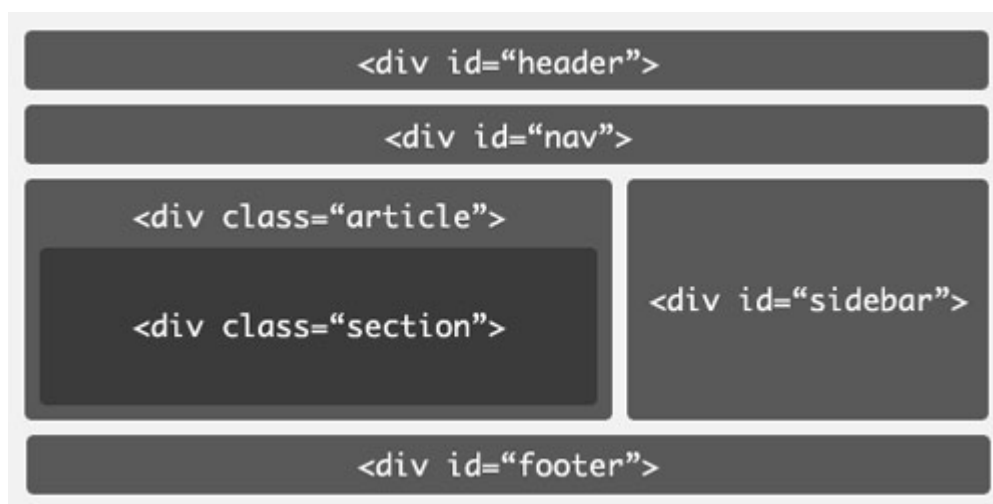 <div id=“header”>
<div id=“nav”>
<div class=“article”>
<div class=“section”>
<div id=“sidebar”>
<div id=“footer”>